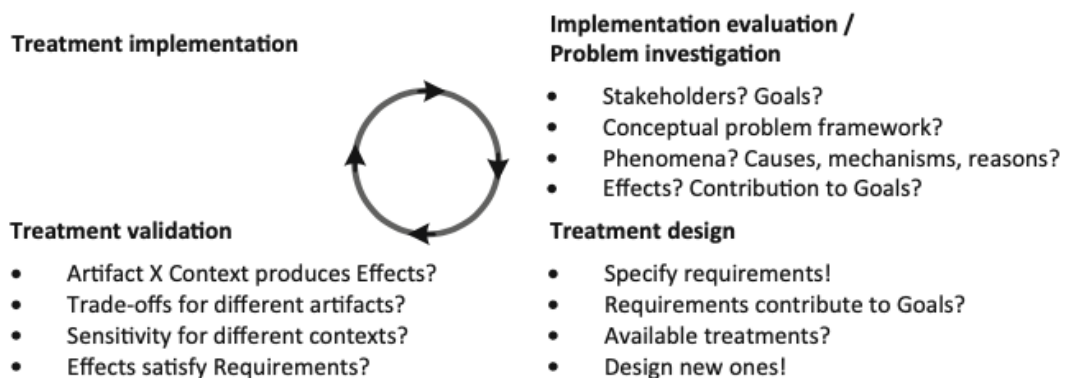 Treatment implementation
Implementation evaluation /
Problem investigation
• Stakeholders? Goals?
• Conceptual problem framework?
• Phenomena? Causes, mechanisms, reasons?
• Effects? Contribution to Goals?
Treatment validation
• Artifact X Context produces Effects?
• Trade-offs for different artifacts?
• Sensitivity for different contexts?
• Effects satisfy Requirements?
Treatment design
• Specify requirements!
• Requirements contribute to Goals?
• Available treatments?
• Design new ones!